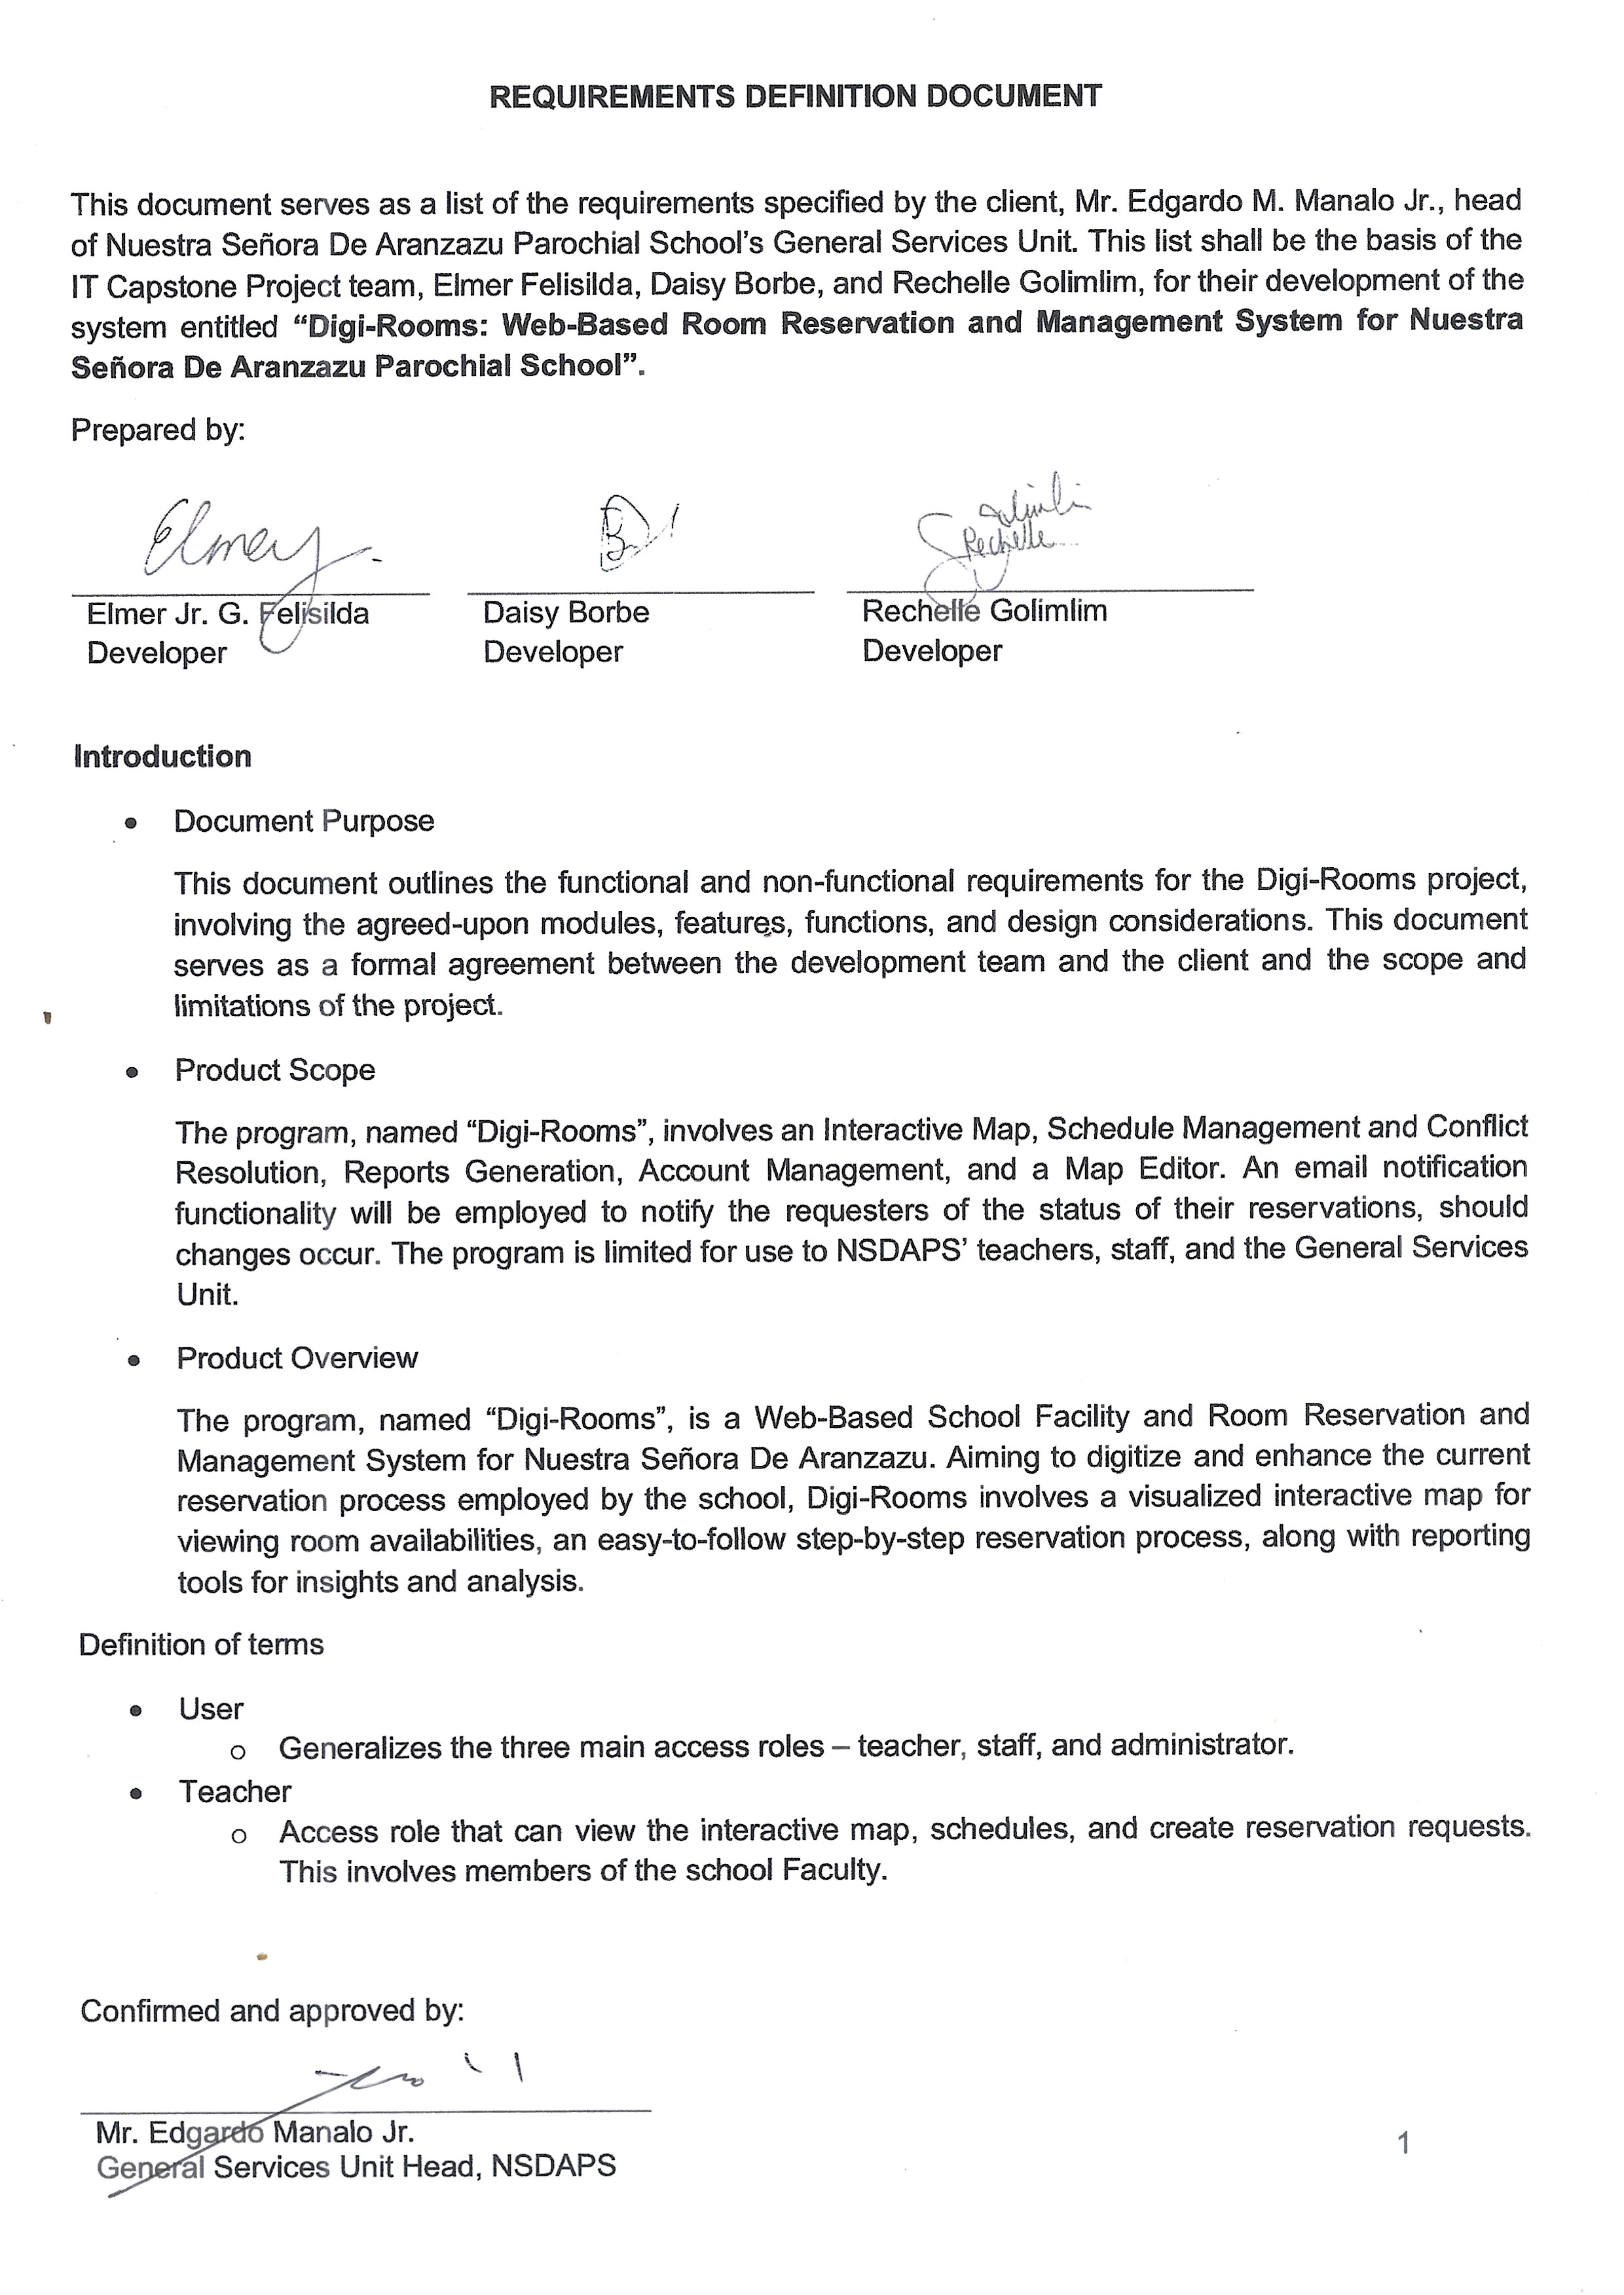 REQUIREMENTS DEFINITION DOCUMENT
This document serves as a list of the requirements specified by the client, Mr. Edgardo M. Manalo Jr., head
of Nuestra Señora De Aranzazu Parochial School's General Services Unit. This list shall be the basis of the
IT Capstone Project team, Elmer Felisilda, Daisy Borbe, and Rechelle Golimlim, for their development of the
system entitled “Digi-Rooms: Web-Based Room Reservation and Management System for Nuestra
Señora De Aranzazu Parochial School”.
Prepared by:
Elmer Jr. G. Felisilda Daisy Borbe Rechelle Golimlim
Developer Developer Developer
Introduction
• Document Purpose
This document outlines the functional and non-functional requirements for the Digi-Rooms project,
involving the agreed-upon modules, features, functions, and design considerations. This document
serves as a formal agreement between the development team and the client and the scope and
limitations of the project.
• Product Scope
The program, named “Digi-Rooms”, involves an Interactive Map, Schedule Management and Conflict
Resolution, Reports Generation, Account Management, and a Map Editor. An email notification
functionality will be employed to notify the requesters of the status of their reservations, should
changes occur. The program is limited for use to NSDAPS’ teachers, staff, and the General Services
Unit.
• Product Overview
The program, named “Digi-Rooms”, is a Web-Based School Facility and Room Reservation and
Management System for Nuestra Señora De Aranzazu. Aiming to digitize and enhance the current
reservation process employed by the school, Digi-Rooms involves a visualized interactive map for
viewing room availabilities, an easy-to-follow step-by-step reservation process, along with reporting
tools for insights and analysis.
Definition of terms
• User
o Generalizes the three main access roles – teacher, staff, and administrator.
• Teacher
o Access role that can view the interactive map, schedules, and create reservation requests.
This involves members of the school Faculty.
Confirmed and approved by:
Mr. Edgardo Manalo Jr.
General Services Unit Head, NSDAPS
1